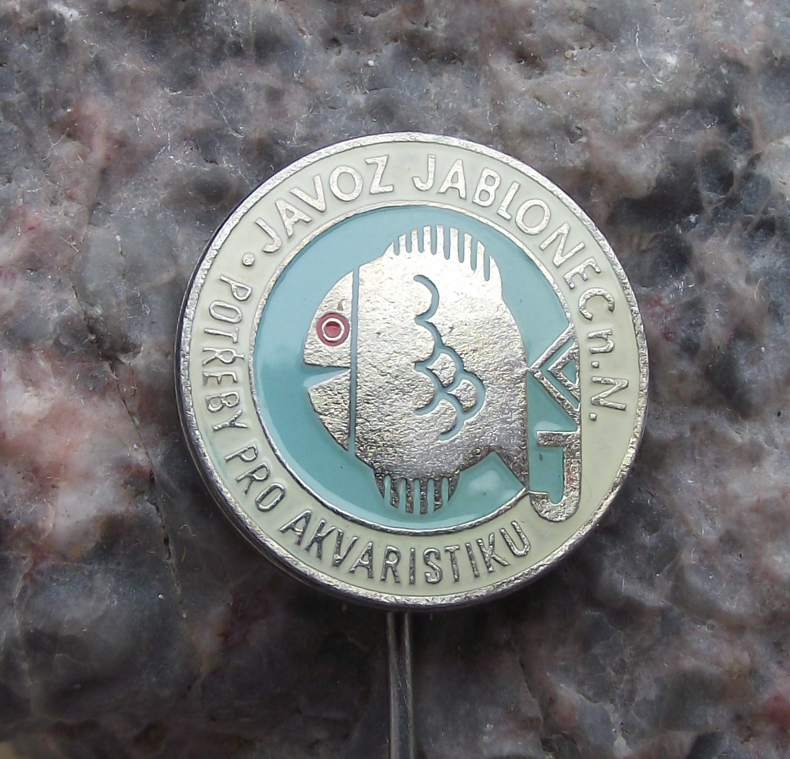 JAVOZ JABLONEC n.N.
POTŘEBY PRO AKVARISTIKU
J